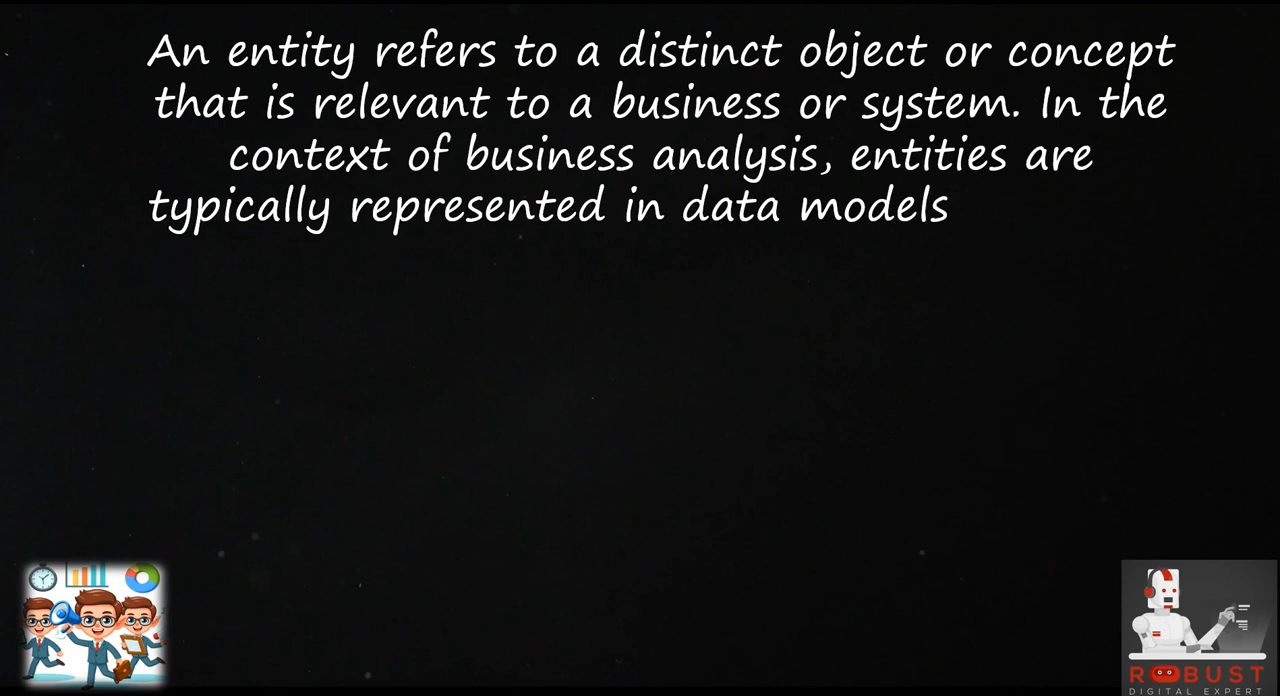 An entity refers to a distinct object or concept
that is relevant to a business or system. In the
context of business analysis, entities are
typically represented in data models
ROBUST
DIGITAL EXPERT